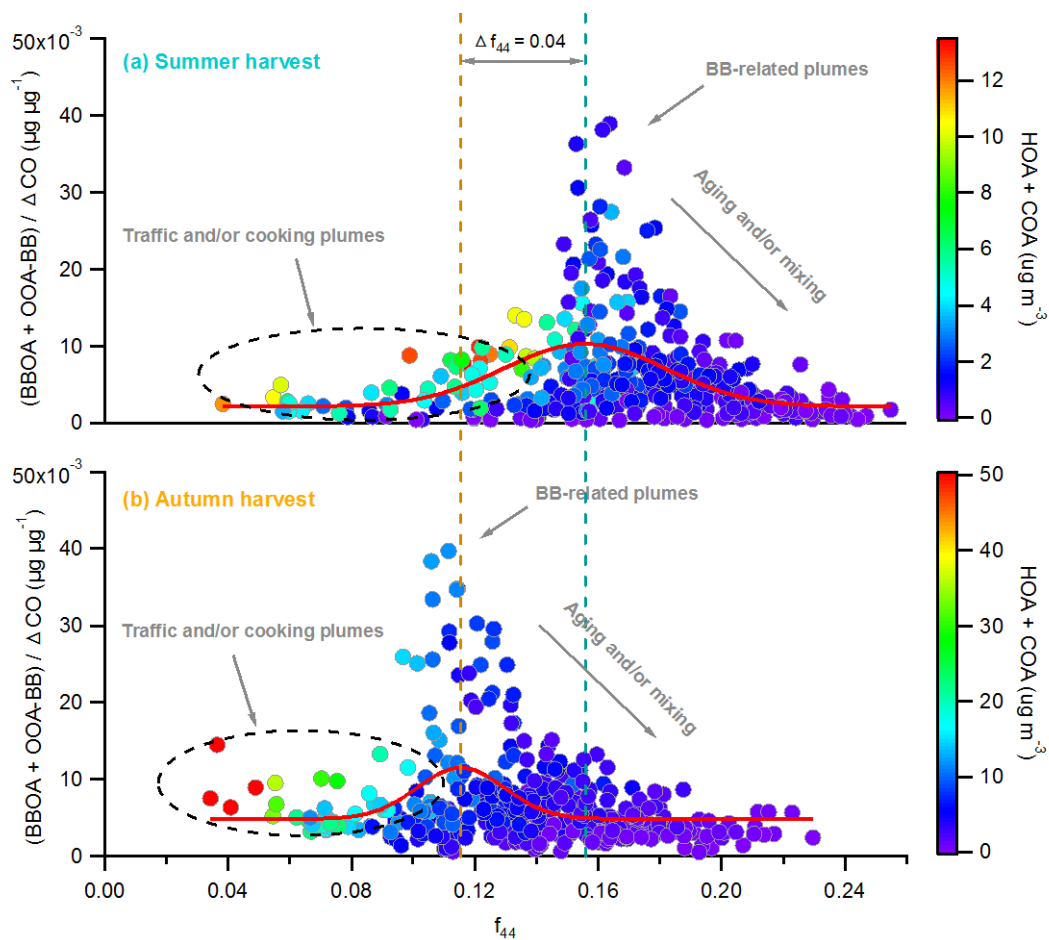 50x10⁻³
Δ f₄₄ = 0.04
(a) Summer harvest
BB-related plumes
40
30
20
10
0
Traffic and/or cooking plumes
Aging and/or mixing
(BBOA + OOA-BB) / Δ CO (µg µg⁻¹)
12
10
8
6
4
2
0
HOA + COA (ug m⁻³)
50x10⁻³
(b) Autumn harvest
BB-related plumes
40
30
20
10
0
Traffic and/or cooking plumes
Aging and/or mixing
(BBOA + OOA-BB) / Δ CO (µg µg⁻¹)
50
40
30
20
10
0
HOA + COA (ug m⁻³)
0.00 0.04 0.08 0.12 0.16 0.20 0.24
f₄₄